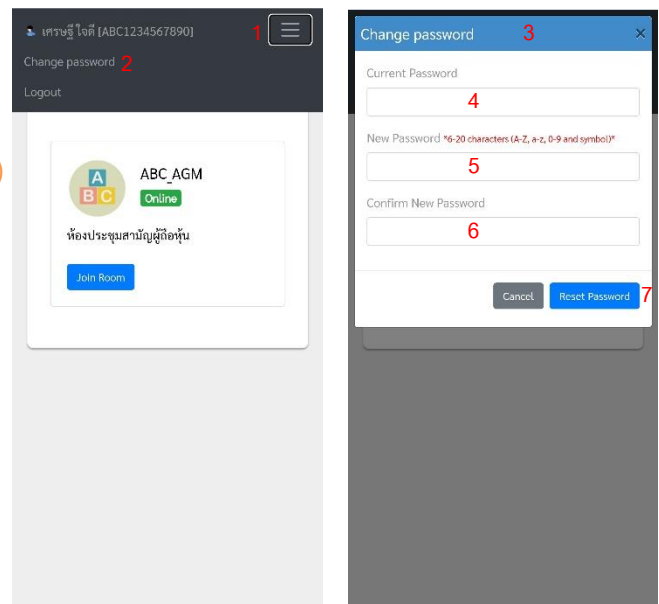 เศรษฐี ใจดี [ABC1234567890] 1
Change password 2
Logout
A
B C
ABC_AGM
Online
ห้องประชุมสามัญผู้ถือหุ้น
Join Room
Change password 3 ×
Current Password
4
New Password *6-20 characters (A-Z, a-z, 0-9 and symbol)*
5
Confirm New Password
6
Cancel Reset Password 7